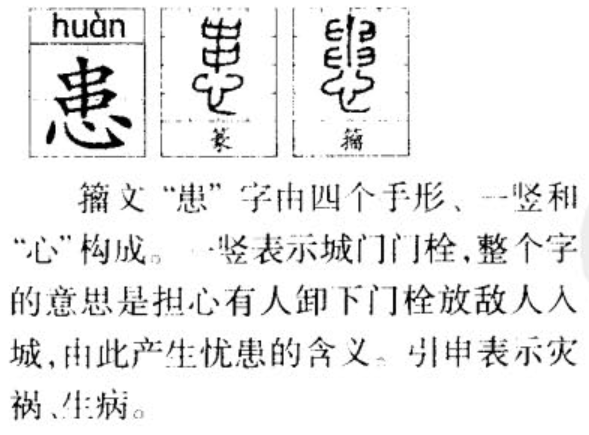 huàn
患
篆 籀
籀文“患”字由四个手形、一竖和
“心”构成。一竖表示城门门栓,整个字
的意思是担心有人卸下门栓放敌人入
城,由此产生忧患的含义。引申表示灾
祸、生病。